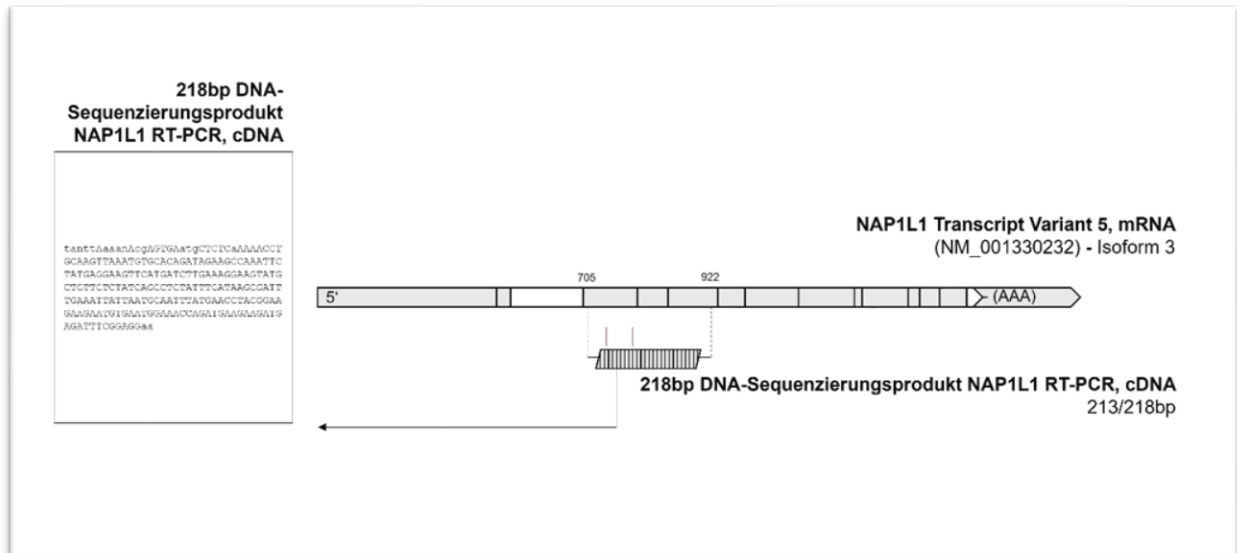 218bp DNA-
Sequenzierungsprodukt
NAP1L1 RT-PCR, cDNA
tanttAaaanAcgAGTGAatgCTCTCaAAAACCT
GCAAGTTAAATGTGCACAGATAGAAGCCAAATTC
TATGAGGAAGTTCATGATCTTGAAAGGAAGTATG
CTGTTCTCTATCAGCCTCTATTTGATAAGCGATT
TGAAATTATTAATGCAATTTATGAACCTACGGAA
GAAGAATGTGAATGGAAACCAGATGAAGAAGATG
AGATTTCGGAGGaa
NAP1L1 Transcript Variant 5, mRNA
(NM_001330232) - Isoform 3
705
922
5'
(AAA)
218bp DNA-Sequenzierungsprodukt NAP1L1 RT-PCR, cDNA
213/218bp